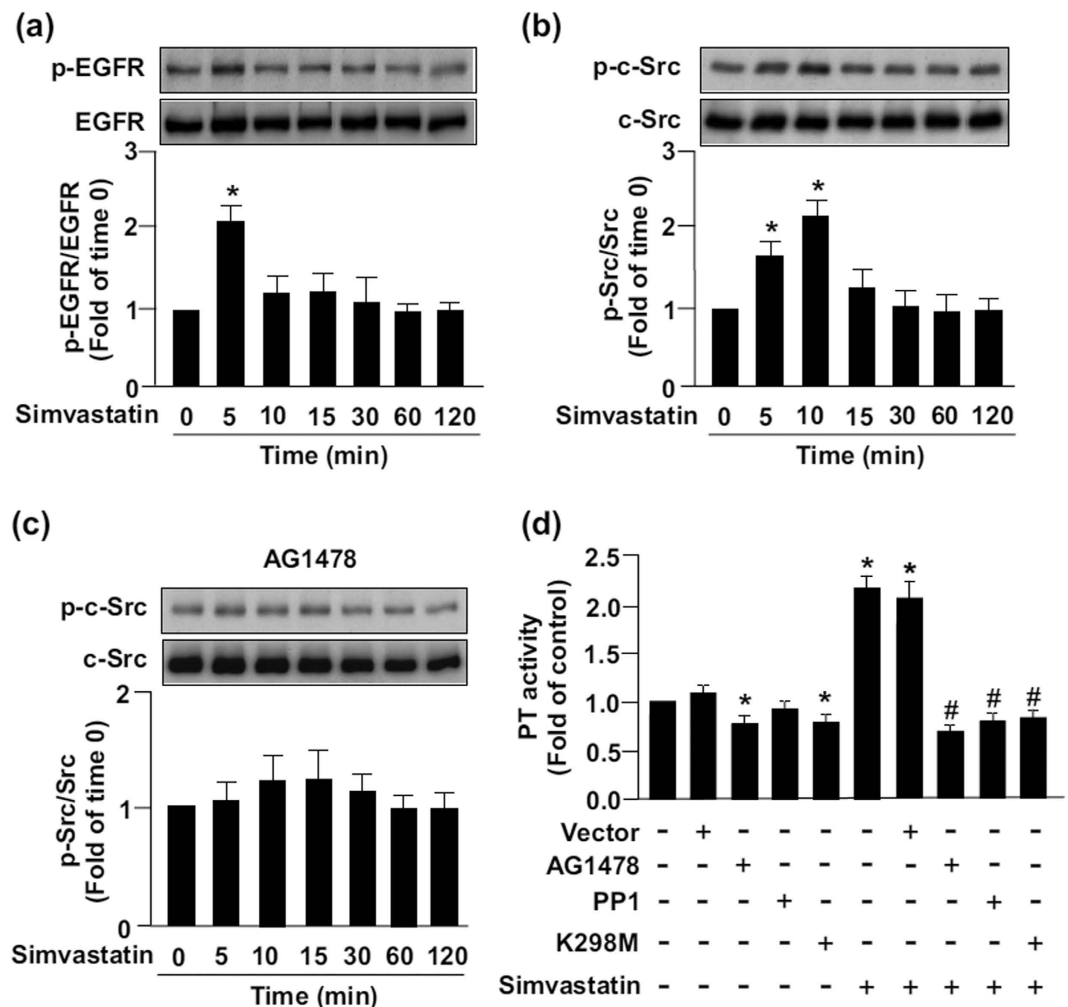 (a)
p-EGFR
EGFR
3
2
1
0
p-EGFR/EGFR
(Fold of time 0)
*
Simvastatin 0 5 10 15 30 60 120
Time (min)
(b)
p-c-Src
c-Src
3
2
1
0
p-Src/Src
(Fold of time 0)
* *
Simvastatin 0 5 10 15 30 60 120
Time (min)
(c)
AG1478
p-c-Src
c-Src
2
1
0
p-Src/Src
(Fold of time 0)
Simvastatin 0 5 10 15 30 60 120
Time (min)
(d)
2.5
2.0
1.5
1.0
0.5
0.0
PT activity
(Fold of control)
* * * * # # #
Vector - + - - - - + - - -
AG1478 - - + - - - - + - -
PP1 - - - + - - - - + -
K298M - - - - + - - - - +
Simvastatin - - - - - + + + + +